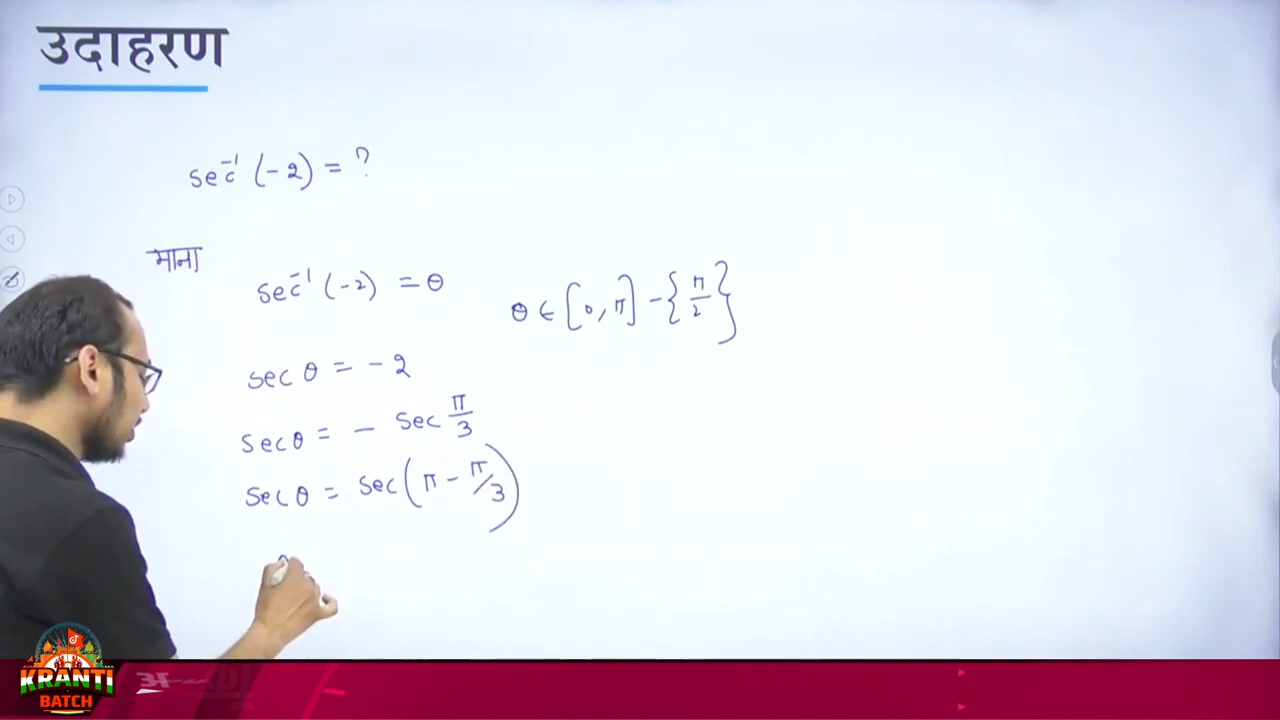 उदाहरण
sec⁻¹ (-2) = ?
माना
sec⁻¹ (-2) = θ θ ∈ [0, π] - {π/2}
sec θ = - 2
sec θ = - sec π/3
sec θ = sec (π - π/3)
KRANTI
BATCH